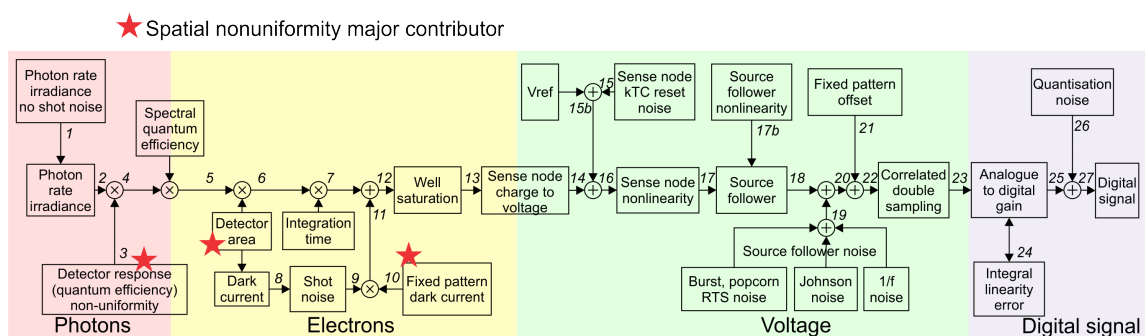 Spatial nonuniformity major contributor
Photon rate
irradiance
no shot noise
1
Photon
rate
irradiance
2
4
3
Detector response
(quantum efficiency)
non-uniformity
Photons
Spectral
quantum
efficiency
5
6
7
Detector
area
Integration
time
Dark
current
8
Shot
noise
9
10
Fixed pattern
dark current
11
12
Well
saturation
13
Electrons
Vref
15
15b
Sense node
kTC reset
noise
Sense node
charge to
voltage
14
16
Sense node
nonlinearity
17
Source
follower
nonlinearity
17b
Source
follower
18
Fixed pattern
offset
21
20
22
19
Source follower noise
Burst, popcorn
RTS noise
Johnson
noise
1/f
noise
Correlated
double
sampling
23
Voltage
Analogue
to digital
gain
24
Integral
linearity
error
Quantisation
noise
26
25
27
Digital
signal
Digital signal